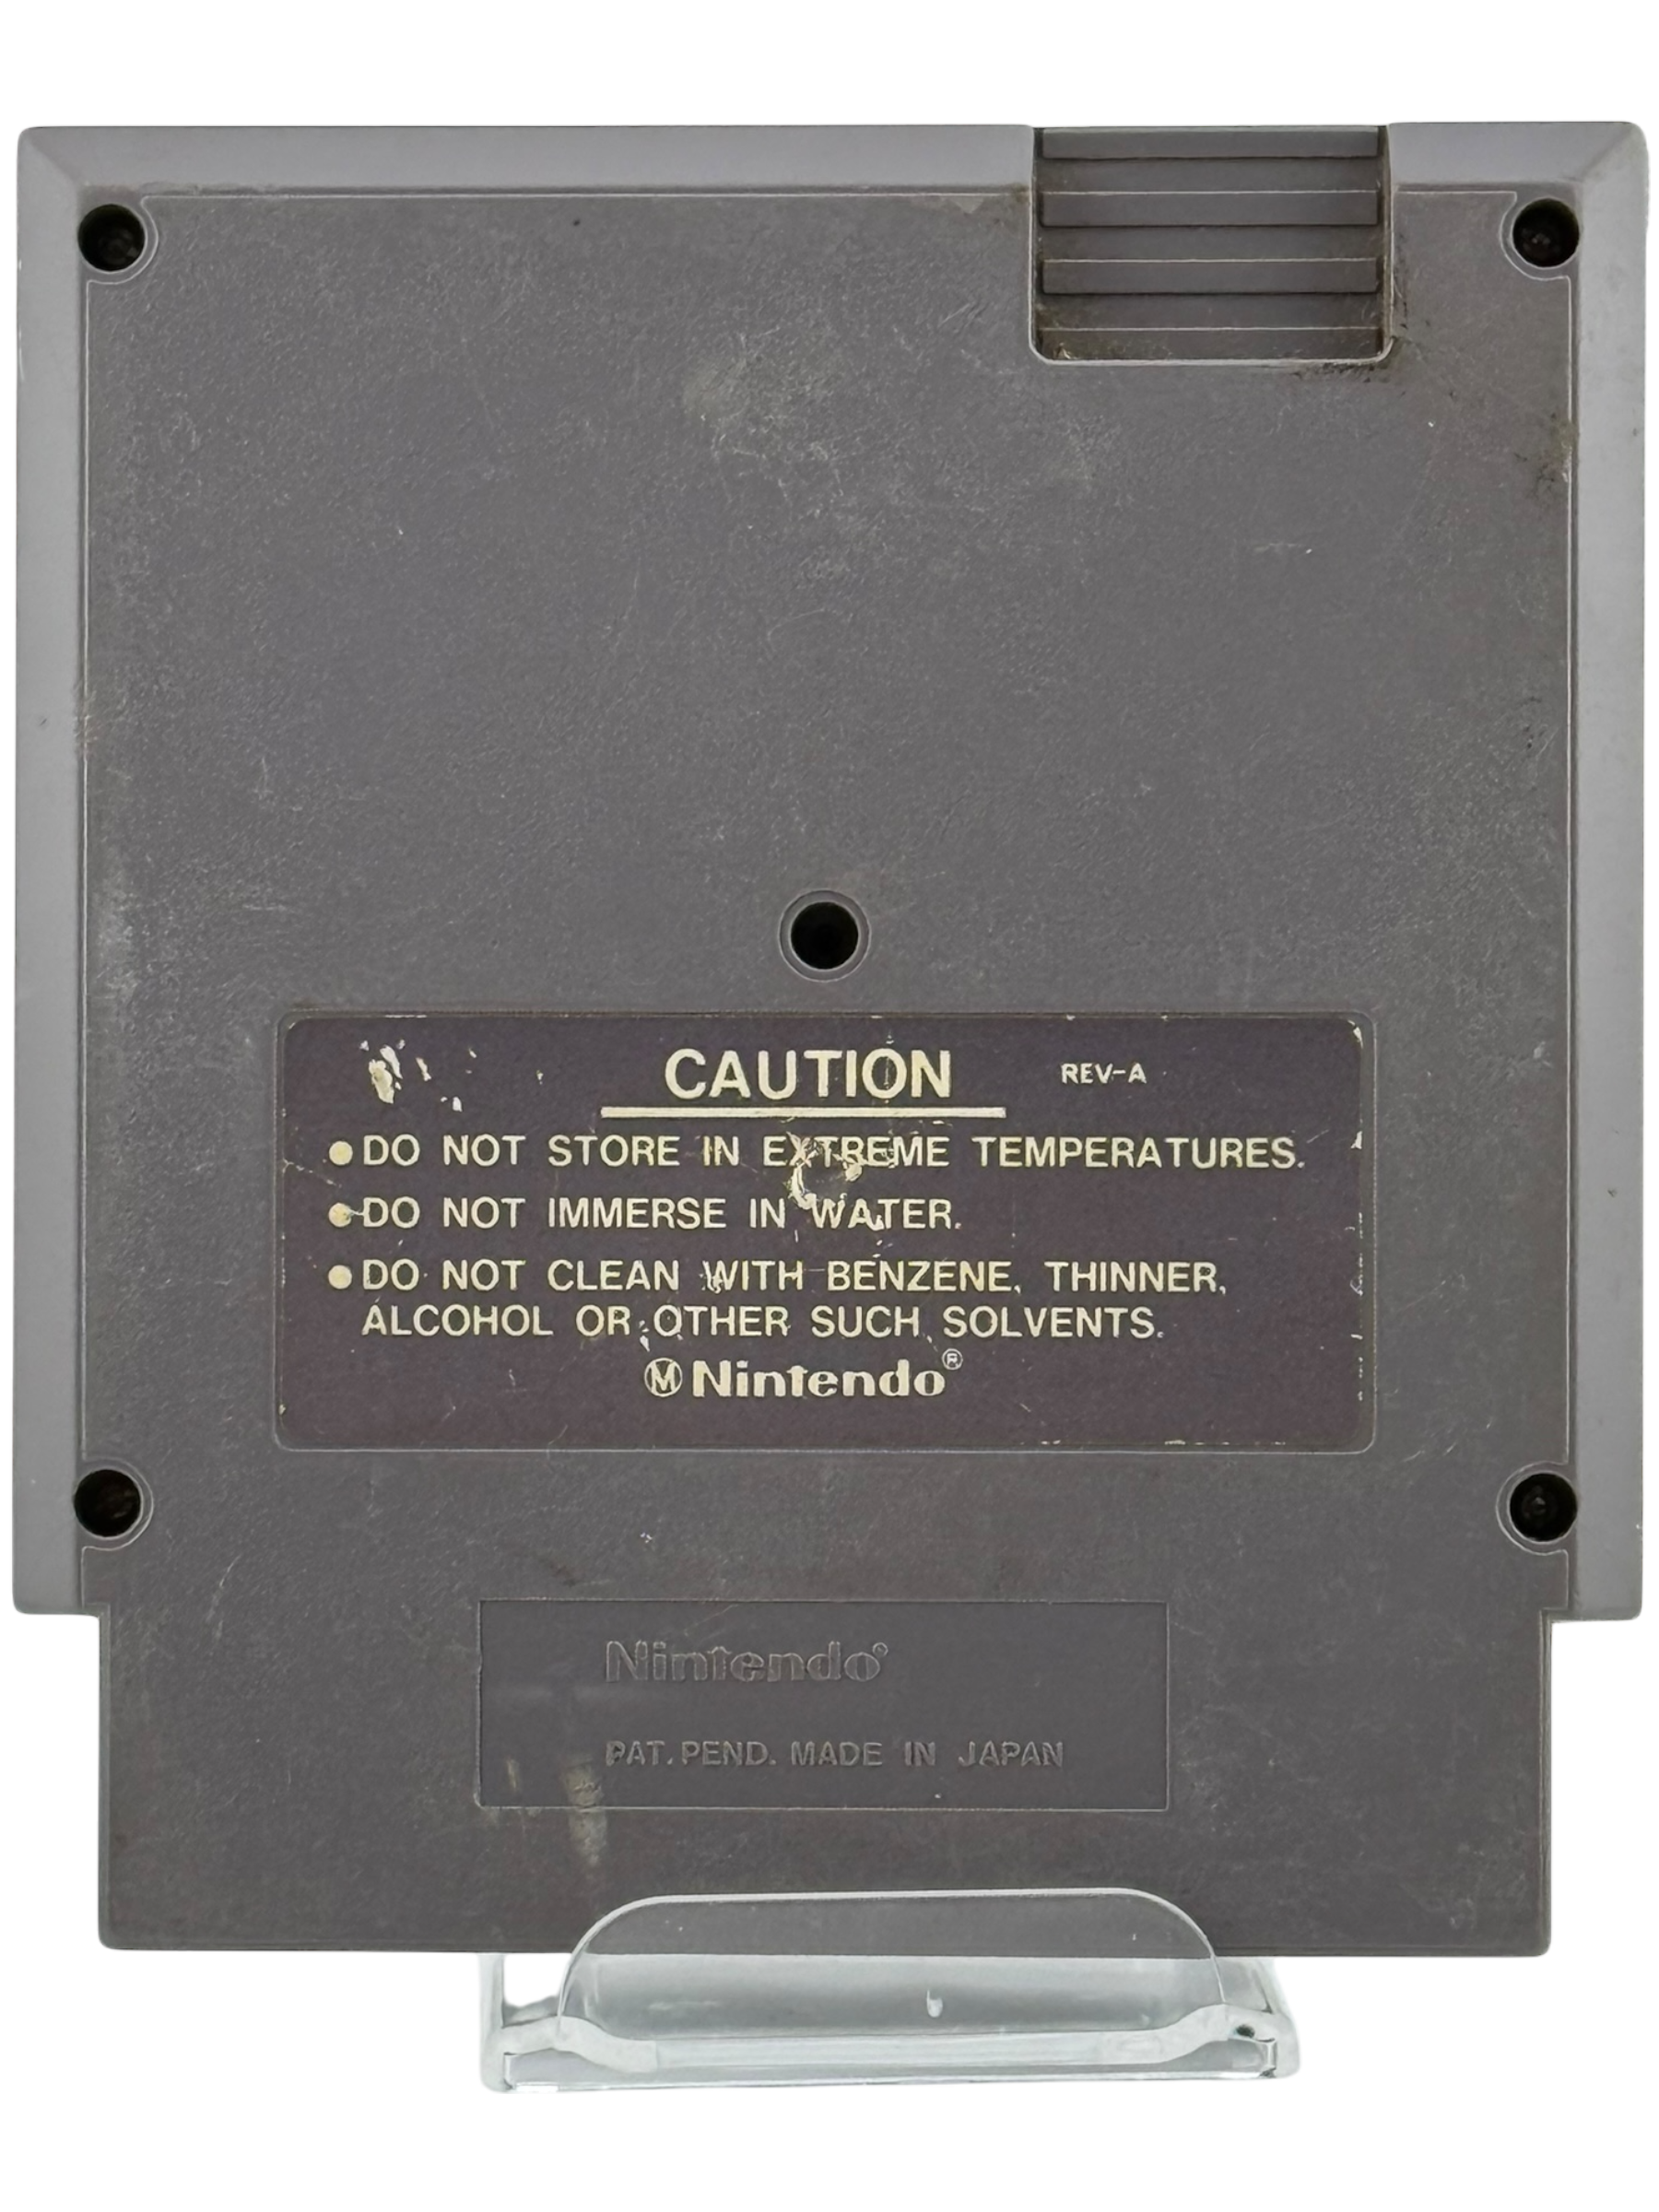 CAUTION REV-A
●DO NOT STORE IN EXTREME TEMPERATURES.
●DO NOT IMMERSE IN WATER.
●DO NOT CLEAN WITH BENZENE, THINNER,
ALCOHOL OR OTHER SUCH SOLVENTS.
Ⓜ Nintendo®
Nintendo®
PAT. PEND. MADE IN JAPAN